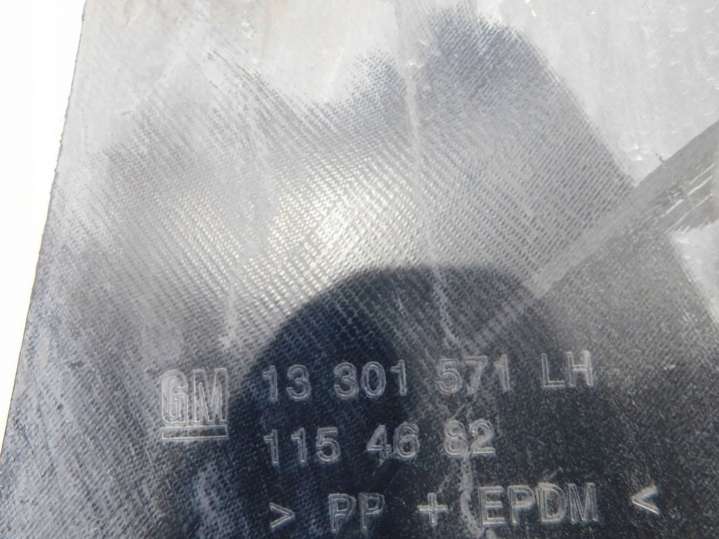 GM 13 301 571 LH
115 46 82
> PP + EPDM <